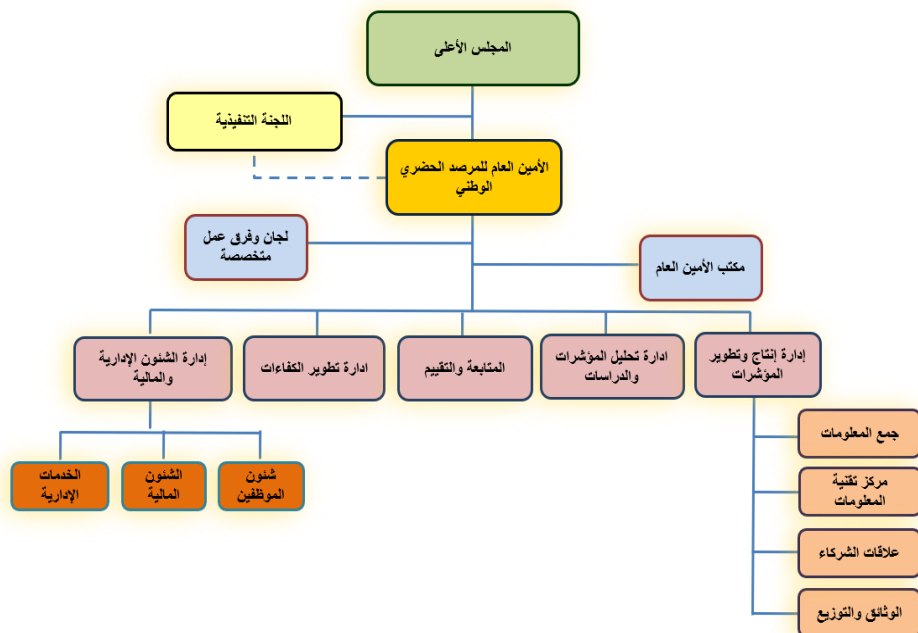 المجلس الأعلى
اللجنة التنفيذية
الأمين العام للمرصد الحضري
الوطني
لجان وفرق عمل
متخصصة
مكتب الأمين العام
إدارة إنتاج وتطوير
المؤشرات
ادارة تحليل المؤشرات
والدراسات
المتابعة والتقييم
ادارة تطوير الكفاءات
إدارة الشئون الإدارية
والمالية
جمع المعلومات
مركز تقنية
المعلومات
علاقات الشركاء
الوثائق والتوزيع
شئون
الموظفين
الشئون
المالية
الخدمات
الإدارية